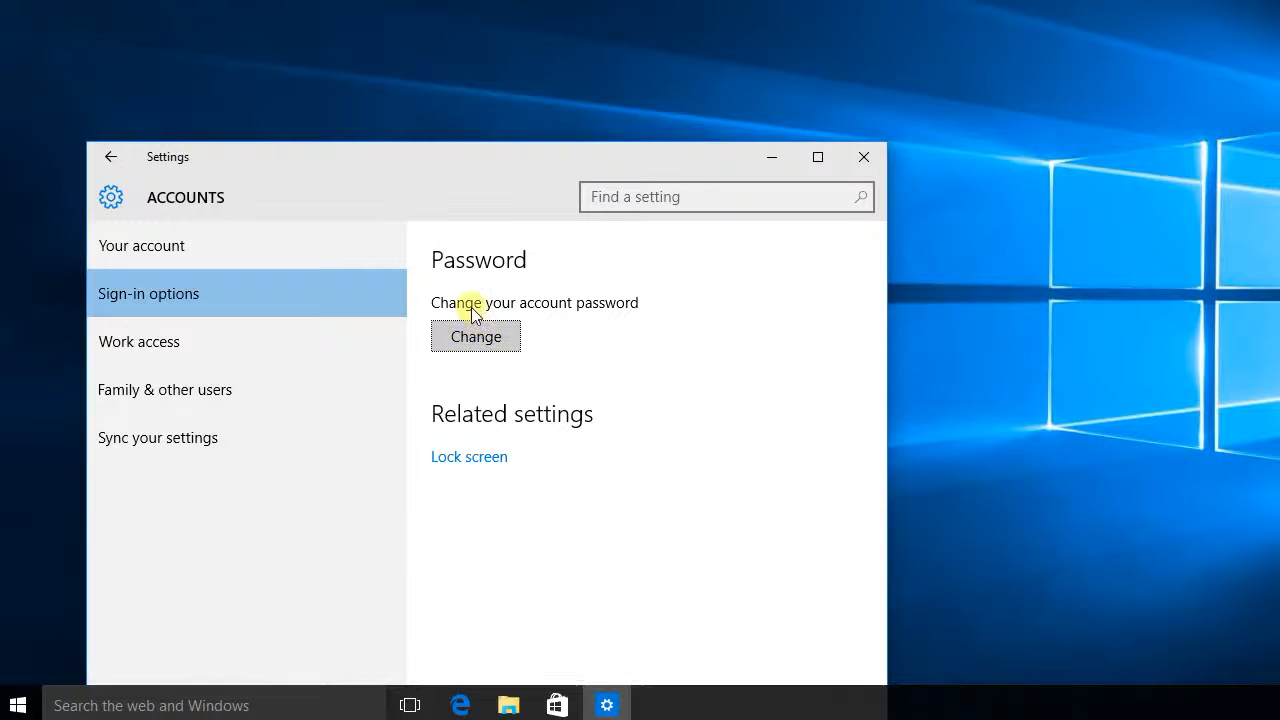 Settings
ACCOUNTS
Find a setting
Your account
Sign-in options
Work access
Family & other users
Sync your settings
Password
Change your account password
Change
Related settings
Lock screen
Search the web and Windows